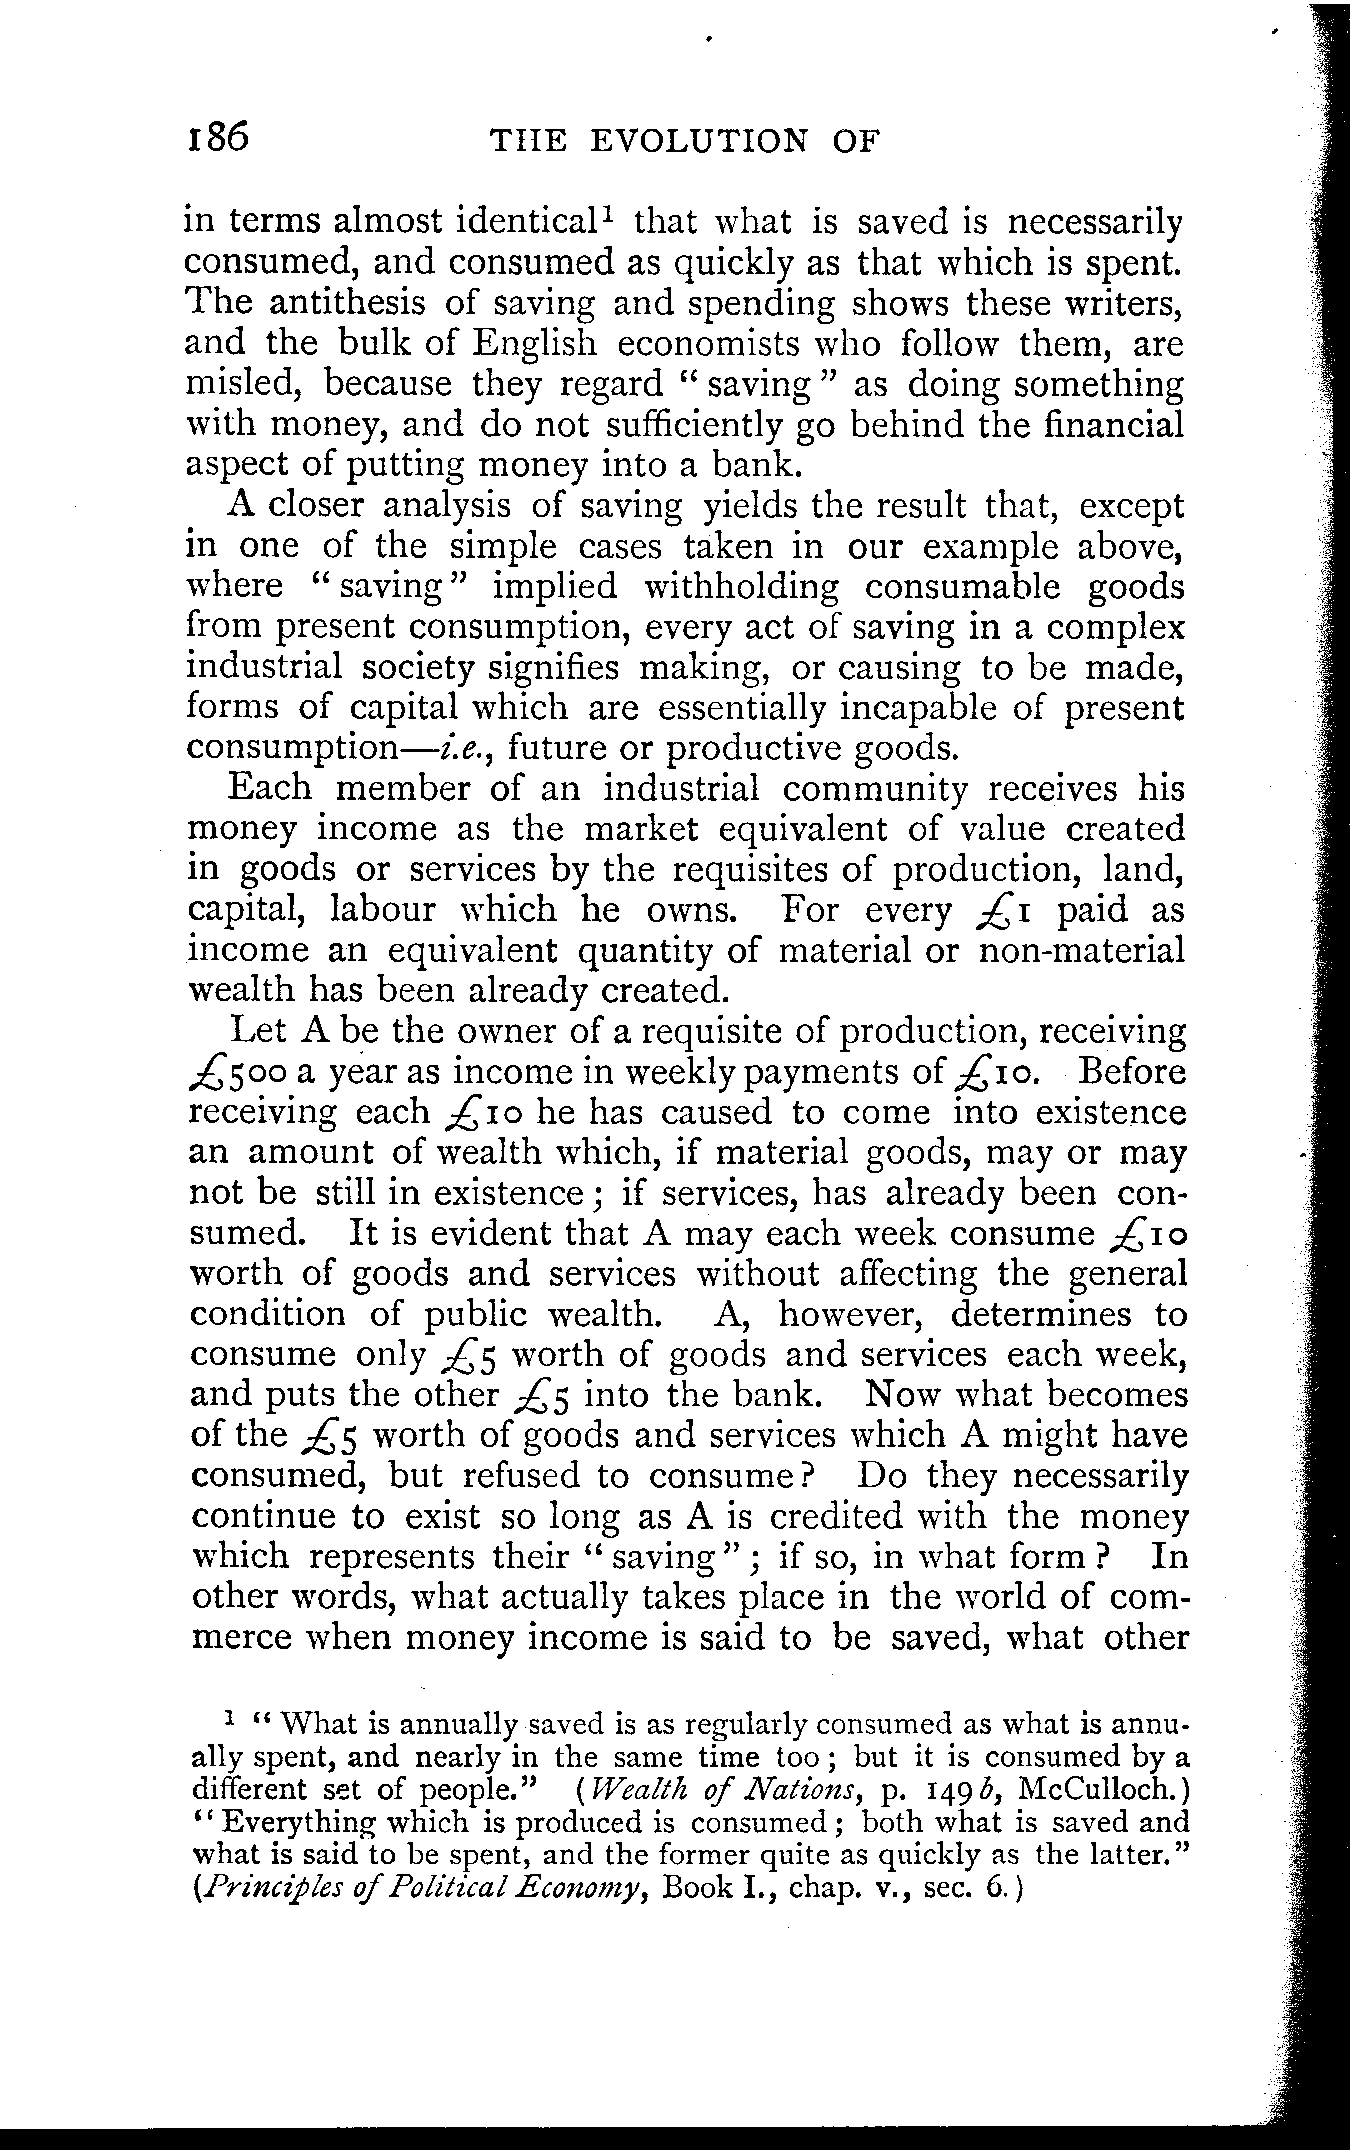 186 THE EVOLUTION OF
in terms almost identical¹ that what is saved is necessarily
consumed, and consumed as quickly as that which is spent.
The antithesis of saving and spending shows these writers,
and the bulk of English economists who follow them, are
misled, because they regard "saving" as doing something
with money, and do not sufficiently go behind the financial
aspect of putting money into a bank.
A closer analysis of saving yields the result that, except
in one of the simple cases taken in our example above,
where "saving" implied withholding consumable goods
from present consumption, every act of saving in a complex
industrial society signifies making, or causing to be made,
forms of capital which are essentially incapable of present
consumption—i.e., future or productive goods.
Each member of an industrial community receives his
money income as the market equivalent of value created
in goods or services by the requisites of production, land,
capital, labour which he owns. For every £1 paid as
income an equivalent quantity of material or non-material
wealth has been already created.
Let A be the owner of a requisite of production, receiving
£500 a year as income in weekly payments of £10. Before
receiving each £10 he has caused to come into existence
an amount of wealth which, if material goods, may or may
not be still in existence; if services, has already been con-
sumed. It is evident that A may each week consume £10
worth of goods and services without affecting the general
condition of public wealth. A, however, determines to
consume only £5 worth of goods and services each week,
and puts the other £5 into the bank. Now what becomes
of the £5 worth of goods and services which A might have
consumed, but refused to consume? Do they necessarily
continue to exist so long as A is credited with the money
which represents their "saving"; if so, in what form? In
other words, what actually takes place in the world of com-
merce when money income is said to be saved, what other
¹ "What is annually saved is as regularly consumed as what is annu-
ally spent, and nearly in the same time too; but it is consumed by a
different set of people." (Wealth of Nations, p. 149b, McCulloch.)
"Everything which is produced is consumed; both what is saved and
what is said to be spent, and the former quite as quickly as the latter."
(Principles of Political Economy, Book I., chap. v., sec. 6.)